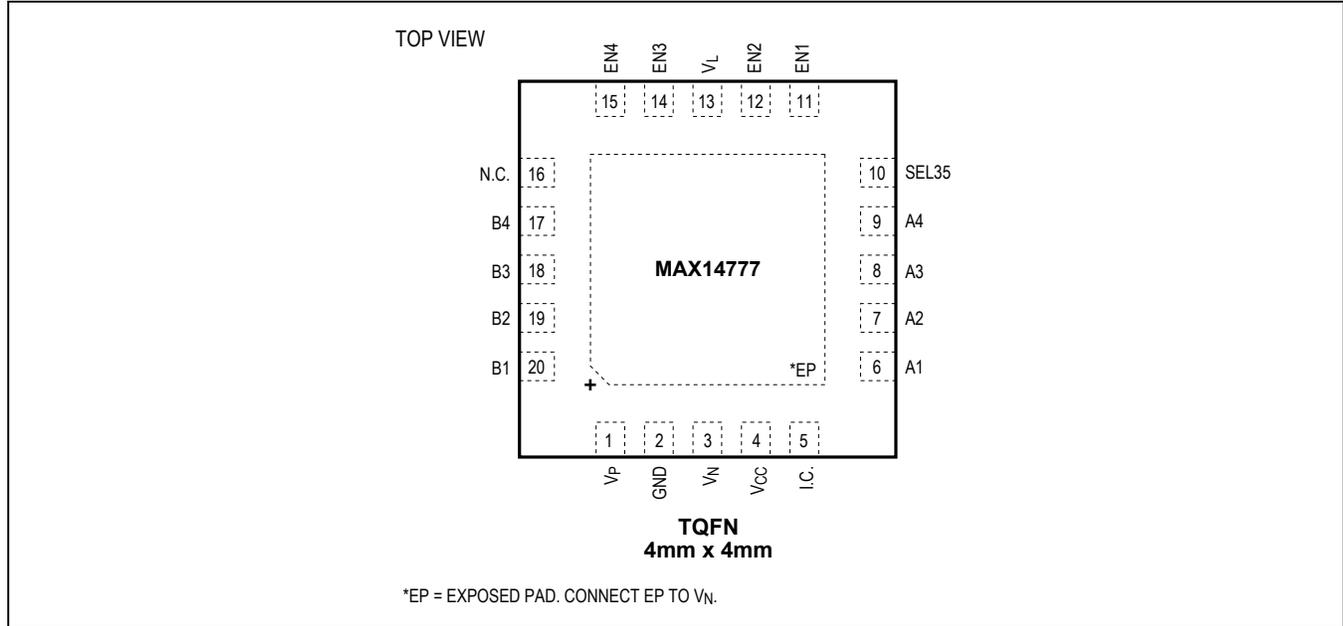 TOP VIEW
EN4 EN3 VL EN2 EN1
15 14 13 12 11
N.C. 16 10 SEL35
B4 17 9 A4
B3 18 MAX14777 8 A3
B2 19 7 A2
B1 20 *EP 6 A1
+
1 2 3 4 5
VP GND VN VCC I.C.
TQFN
4mm x 4mm
*EP = EXPOSED PAD. CONNECT EP TO VN.